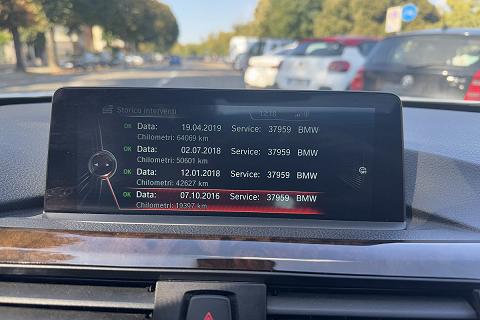 Storico interventi 12:18
OK Data: 19.04.2019 Service: 37959 BMW
Chilometri: 64069 km
OK Data: 02.07.2018 Service: 37959 BMW
Chilometri: 50601 km
OK Data: 12.01.2018 Service: 37959 BMW
Chilometri: 42627 km
OK Data: 07.10.2016 Service: 37959 BMW
Chilometri: 19397 km